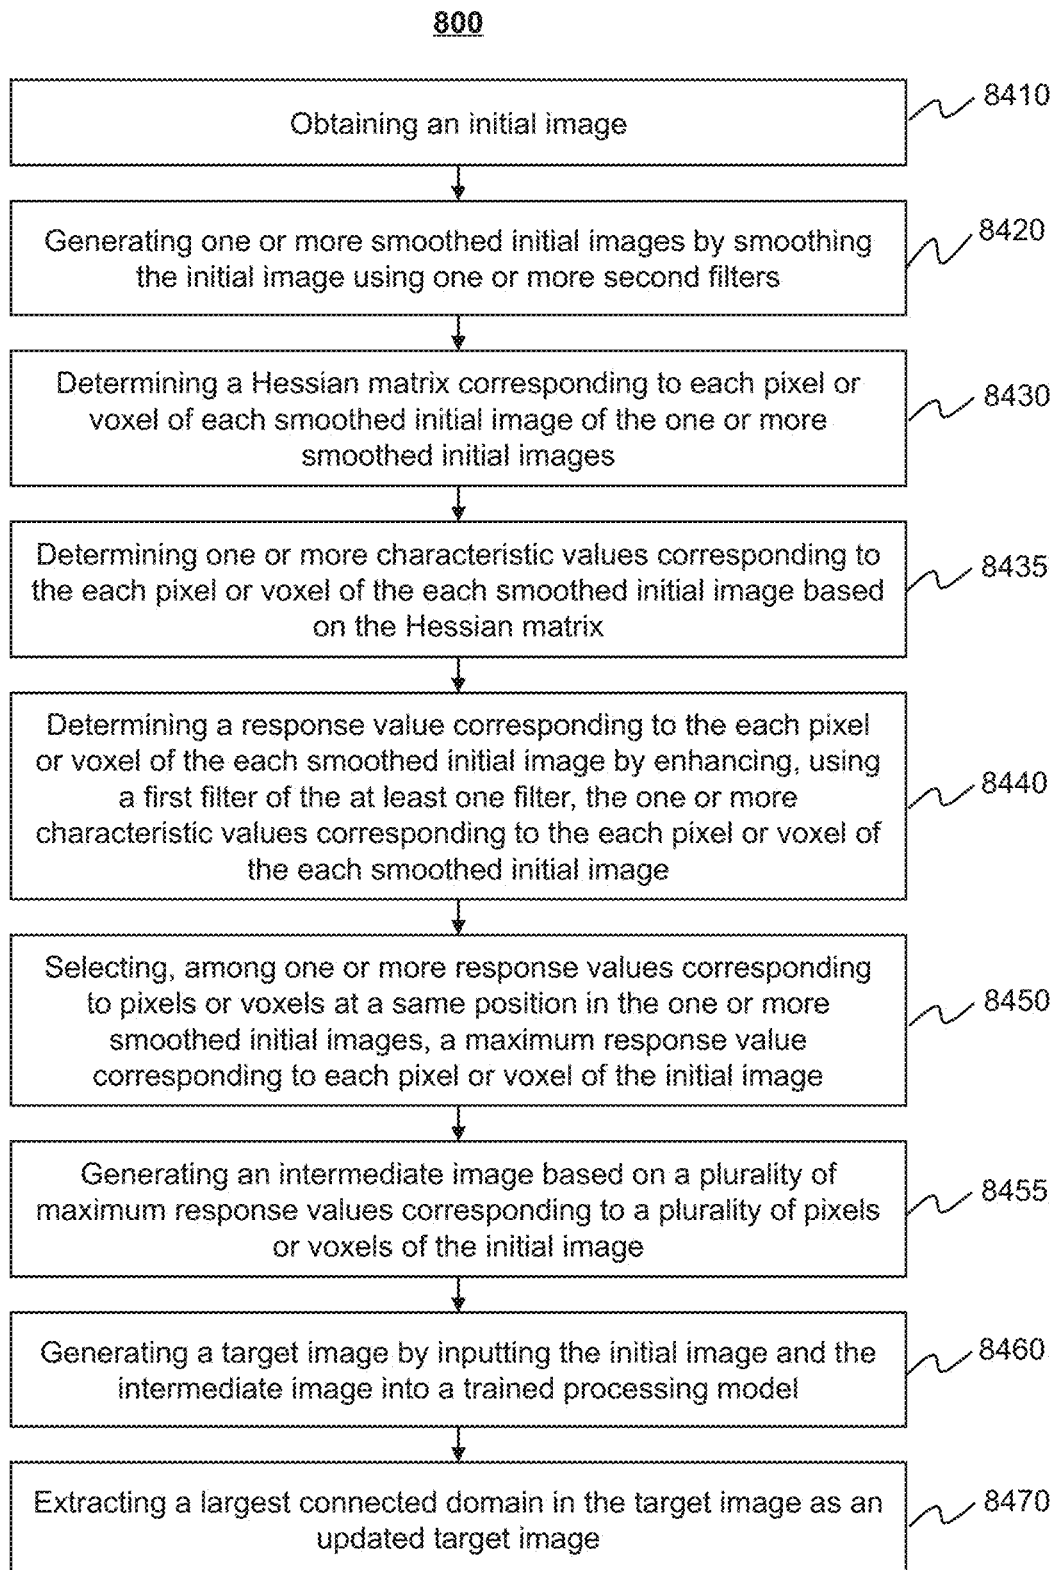 800
Obtaining an initial image
8410
Generating one or more smoothed initial images by smoothing
the initial image using one or more second filters
8420
Determining a Hessian matrix corresponding to each pixel or
voxel of each smoothed initial image of the one or more
smoothed initial images
8430
Determining one or more characteristic values corresponding to
the each pixel or voxel of the each smoothed initial image based
on the Hessian matrix
8435
Determining a response value corresponding to the each pixel
or voxel of the each smoothed initial image by enhancing, using
a first filter of the at least one filter, the one or more
characteristic values corresponding to the each pixel or voxel of
the each smoothed initial image
8440
Selecting, among one or more response values corresponding
to pixels or voxels at a same position in the one or more
smoothed initial images, a maximum response value
corresponding to each pixel or voxel of the initial image
8450
Generating an intermediate image based on a plurality of
maximum response values corresponding to a plurality of pixels
or voxels of the initial image
8455
Generating a target image by inputting the initial image and the
intermediate image into a trained processing model
8460
Extracting a largest connected domain in the target image as an
updated target image
8470